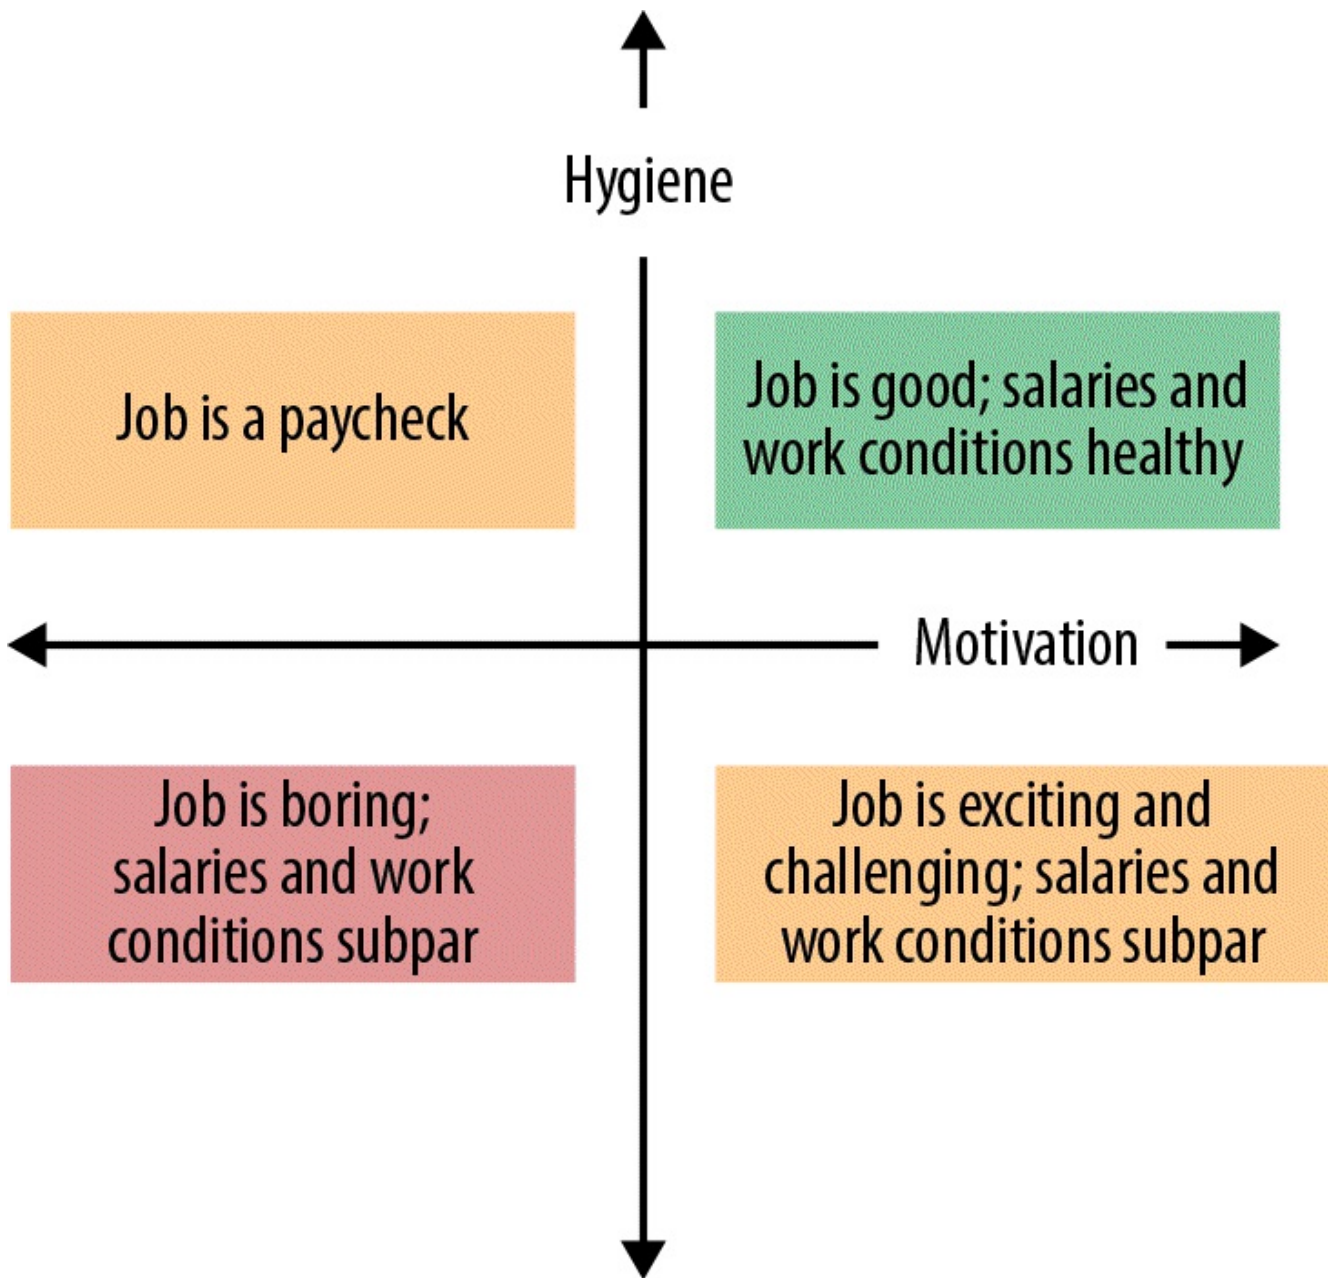 Hygiene
Job is a paycheck
Job is good; salaries and
work conditions healthy
Motivation
Job is boring;
salaries and work
conditions subpar
Job is exciting and
challenging; salaries and
work conditions subpar